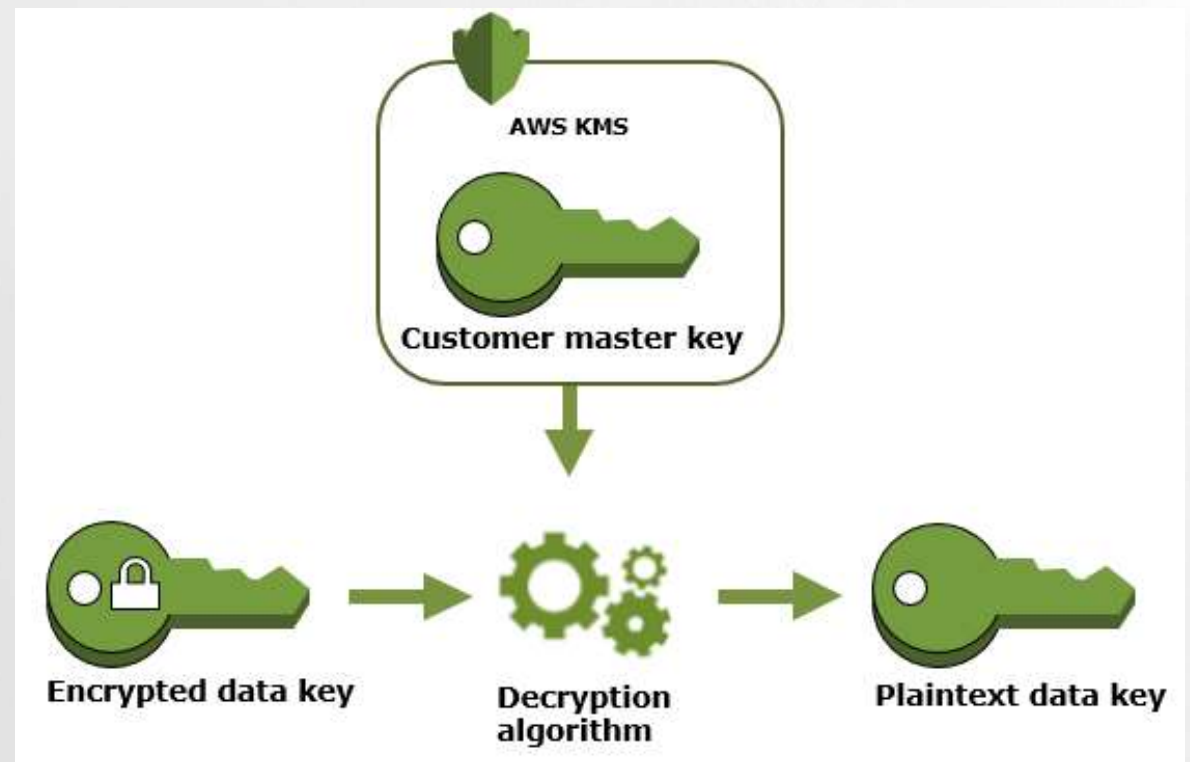 AWS KMS
Customer master key
Encrypted data key
Decryption
algorithm
Plaintext data key